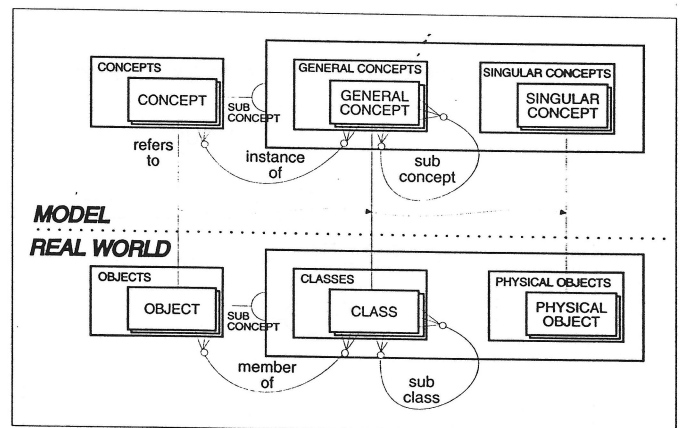 CONCEPTS
CONCEPT
SUB
CONCEPT
GENERAL CONCEPTS
GENERAL
CONCEPT
SINGULAR CONCEPTS
SINGULAR
CONCEPT
refers
to
instance
of
sub
concept
MODEL
REAL WORLD
OBJECTS
OBJECT
SUB
CONCEPT
CLASSES
CLASS
PHYSICAL OBJECTS
PHYSICAL
OBJECT
member
of
sub
class